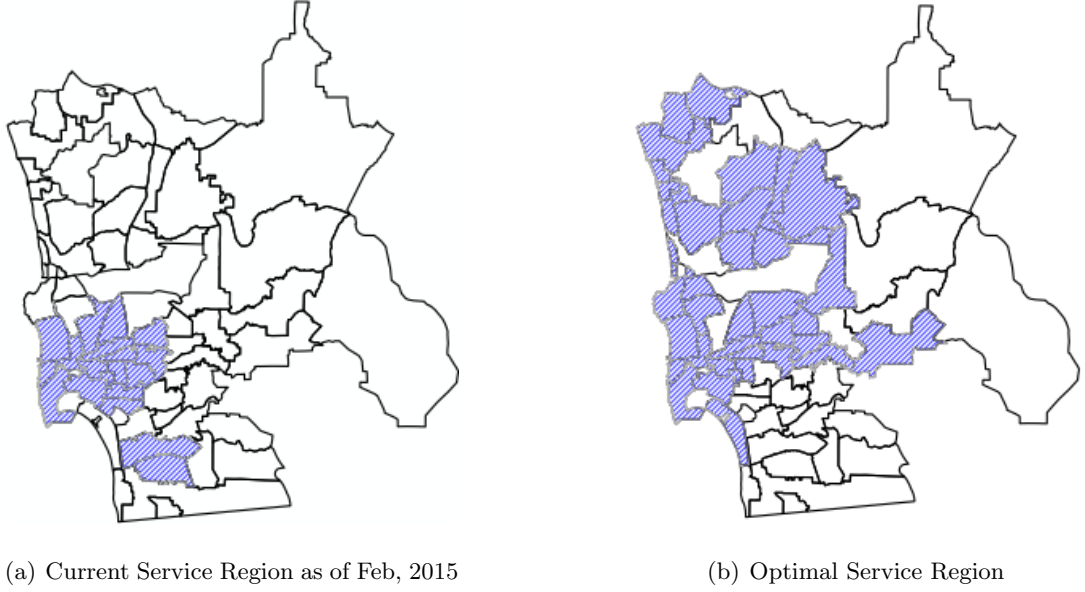 (a) Current Service Region as of Feb, 2015
(b) Optimal Service Region